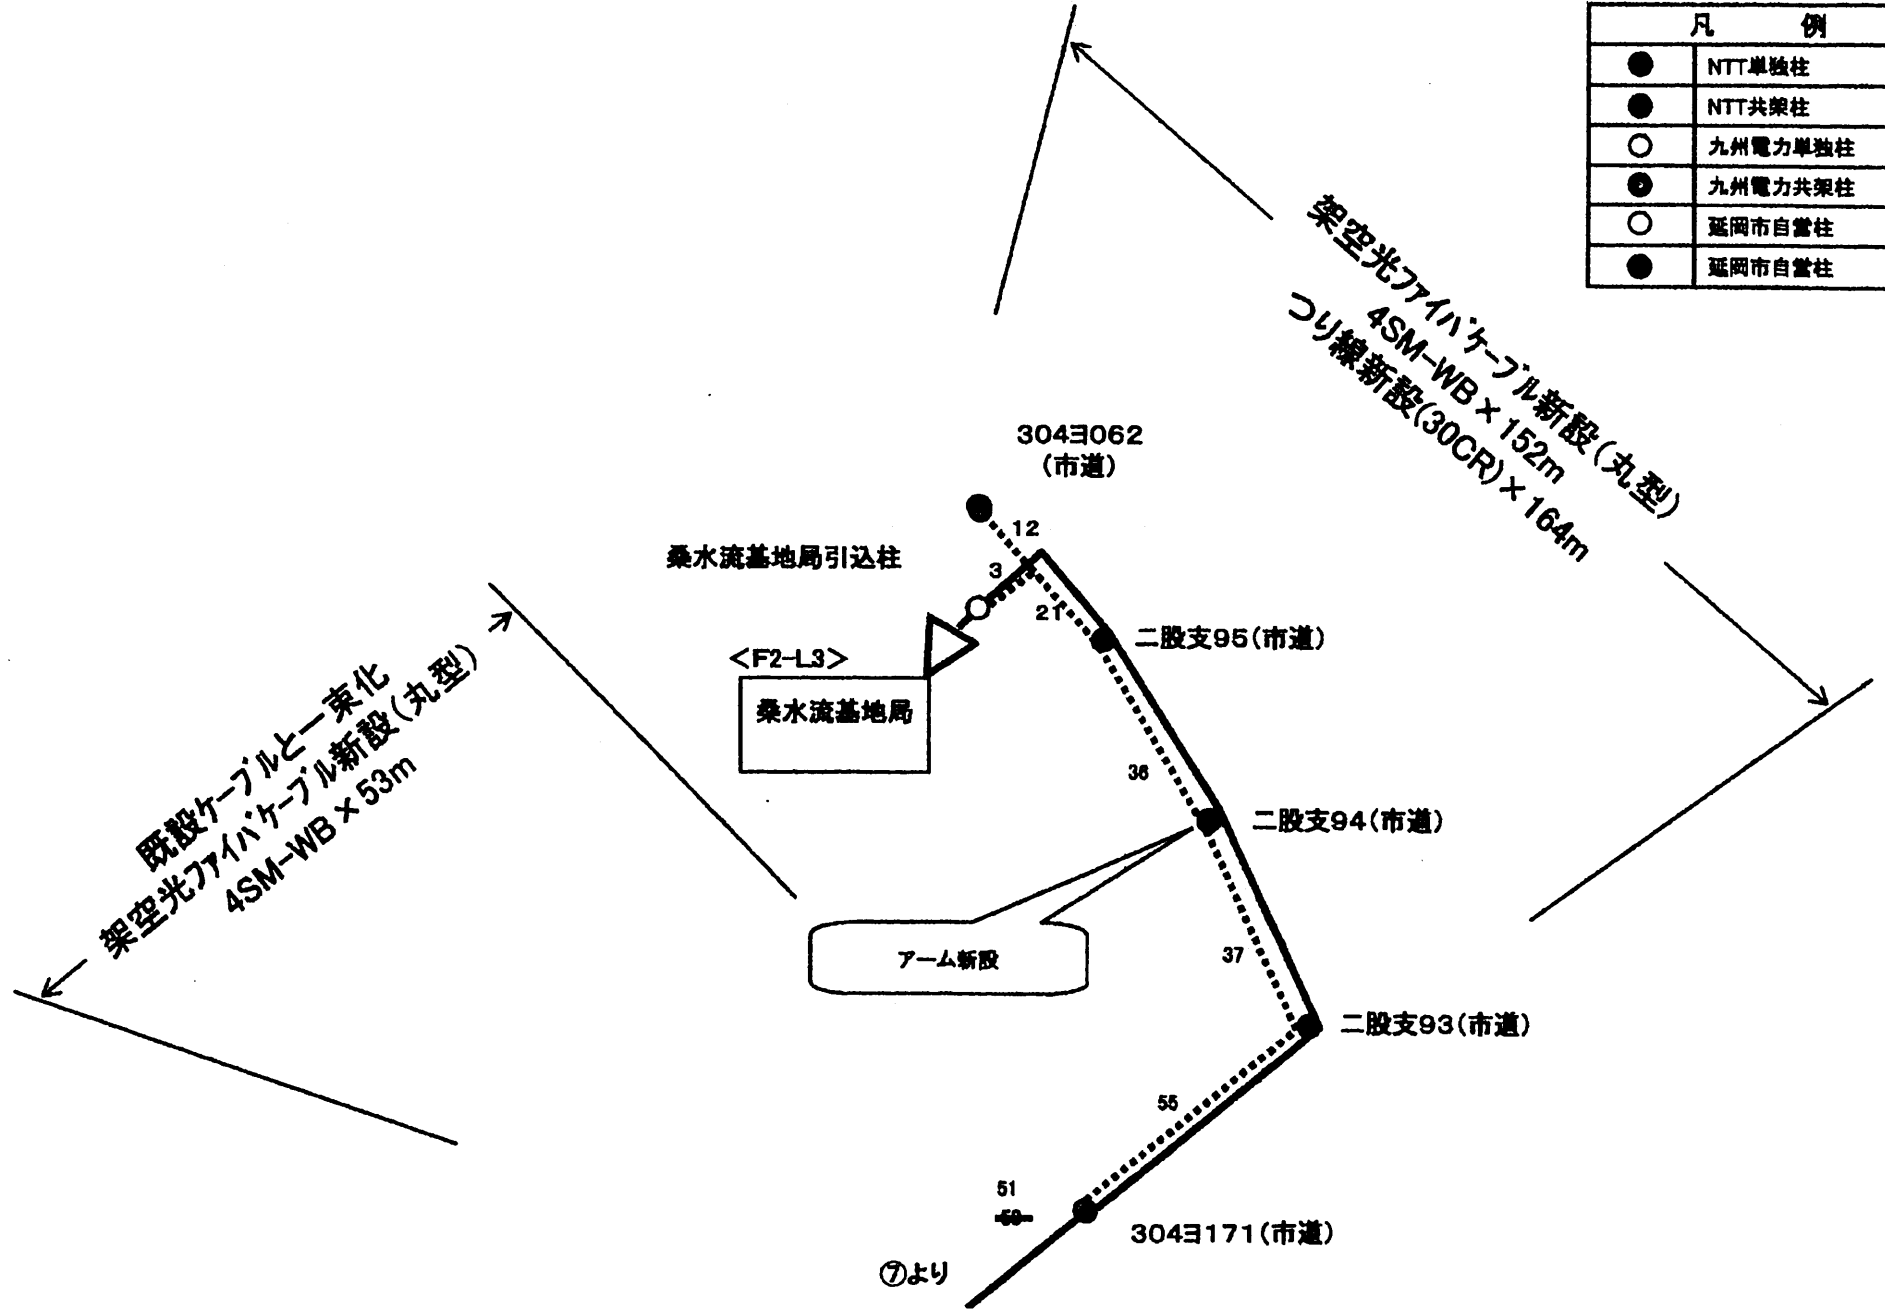 凡 例
NTT単独柱
NTT共架柱
九州電力単独柱
九州電力共架柱
延岡市自営柱
延岡市自営柱
架空光ファイバケーブル新設(丸型)
4SM-WB×152m
つり線新設(30CR)×164m
304ヨ062
(市道)
12
桑水流基地局引込柱
3
21
二股支95(市道)
<F2-L3>
桑水流基地局
既設ケーブルと一束化
架空光ファイバケーブル新設(丸型)
4SM-WB×53m
36
二股支94(市道)
アーム新設
37
二股支93(市道)
55
51
304ヨ171(市道)
⑦より